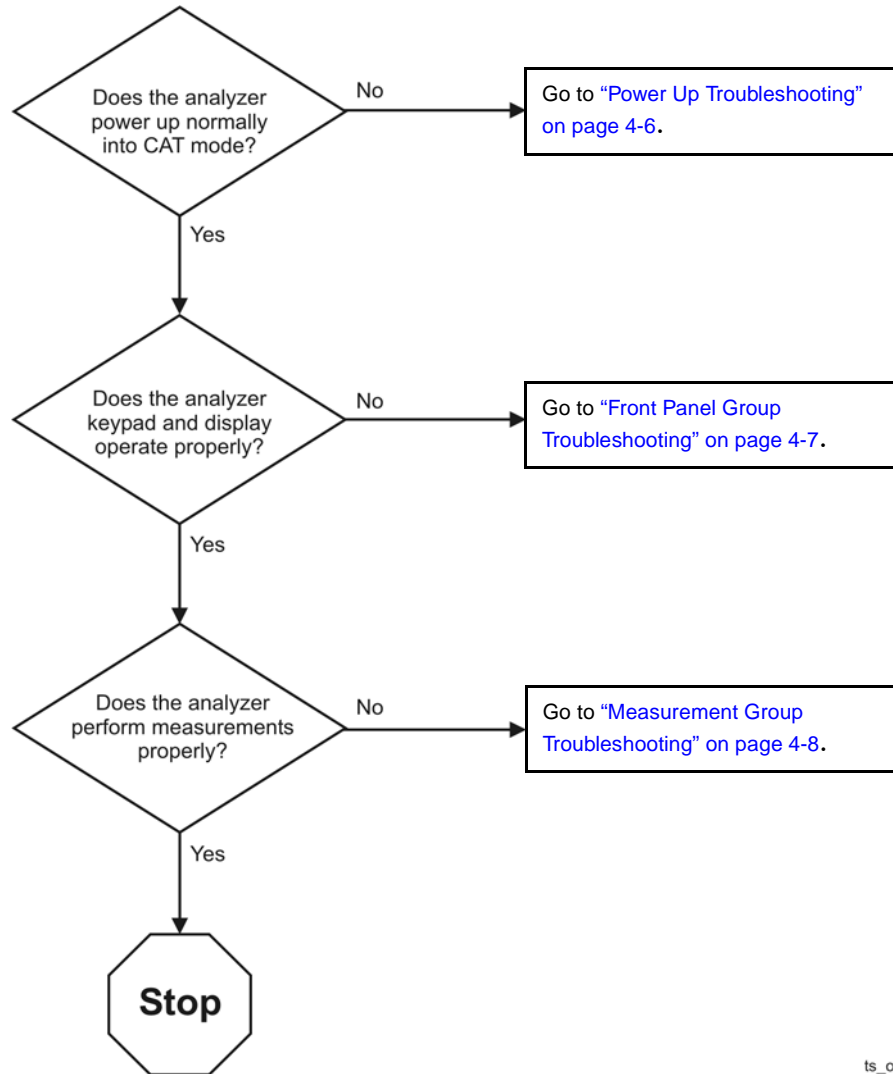 Does the analyzer
power up normally
into CAT mode?
No
Go to “Power Up Troubleshooting”
on page 4-6.
Yes
Does the analyzer
keypad and display
operate properly?
No
Go to “Front Panel Group
Troubleshooting” on page 4-7.
Yes
Does the analyzer
perform measurements
properly?
No
Go to “Measurement Group
Troubleshooting” on page 4-8.
Yes
Stop